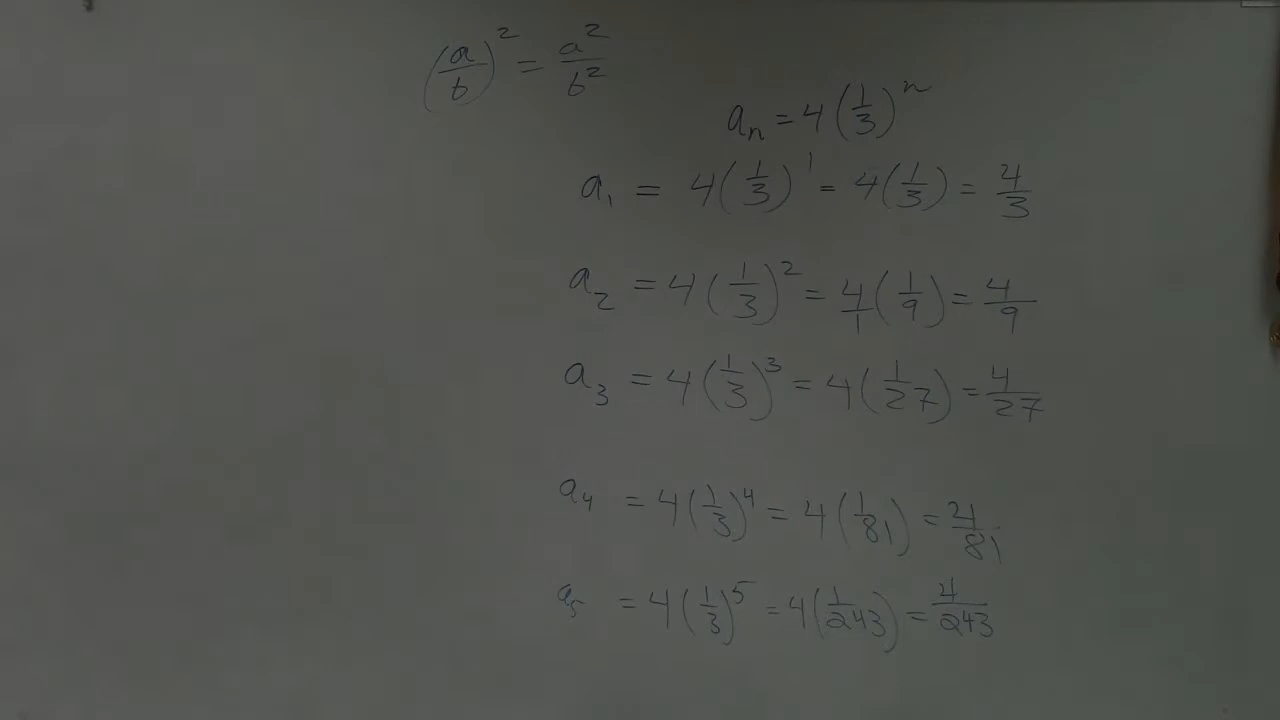 (a/b)^2 = a^2/b^2
a_n = 4(1/3)^n
a_1 = 4(1/3)^1 = 4(1/3) = 4/3
a_2 = 4(1/3)^2 = 4/1(1/9) = 4/9
a_3 = 4(1/3)^3 = 4(1/27) = 4/27
a_4 = 4(1/3)^4 = 4(1/81) = 4/81
a_5 = 4(1/3)^5 = 4(1/243) = 4/243